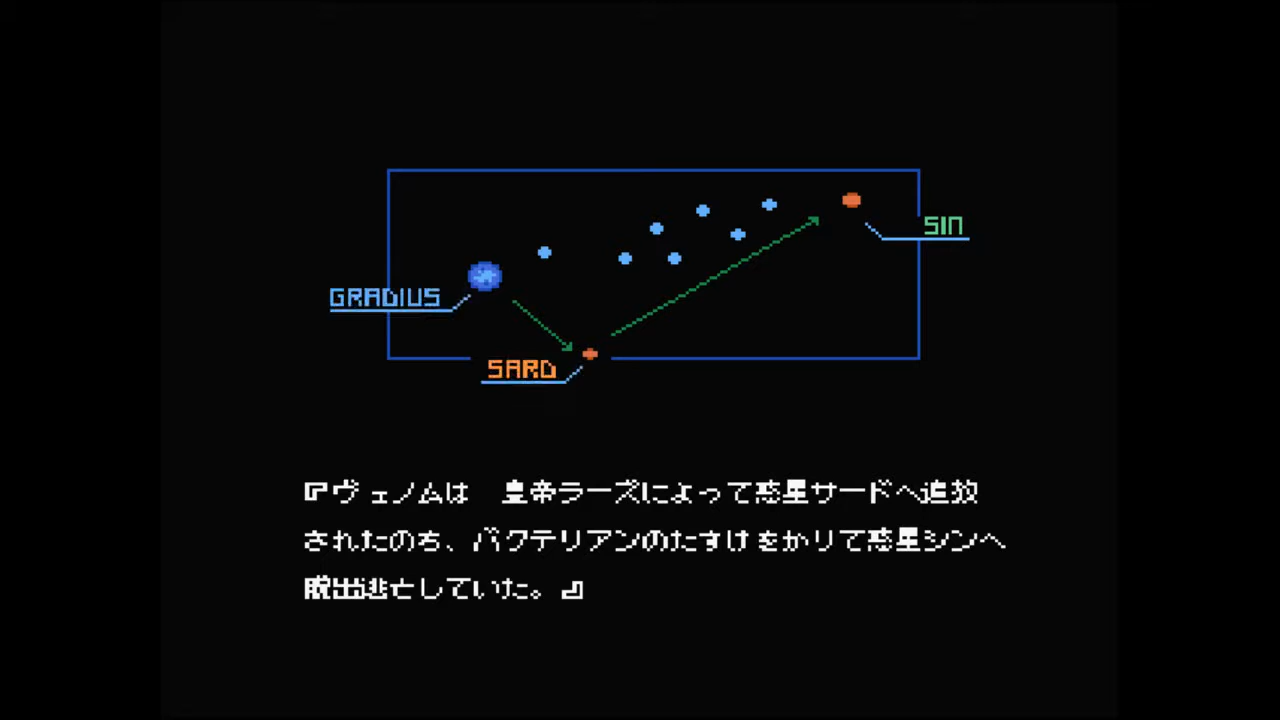 SIN
GRADIUS
SARD
『ヴェノムは 皇帝ラーズによって惑星サードへ追放
されたのち、バクテリアンのたすけをかりて惑星シンへ
脱出逃亡していた。』